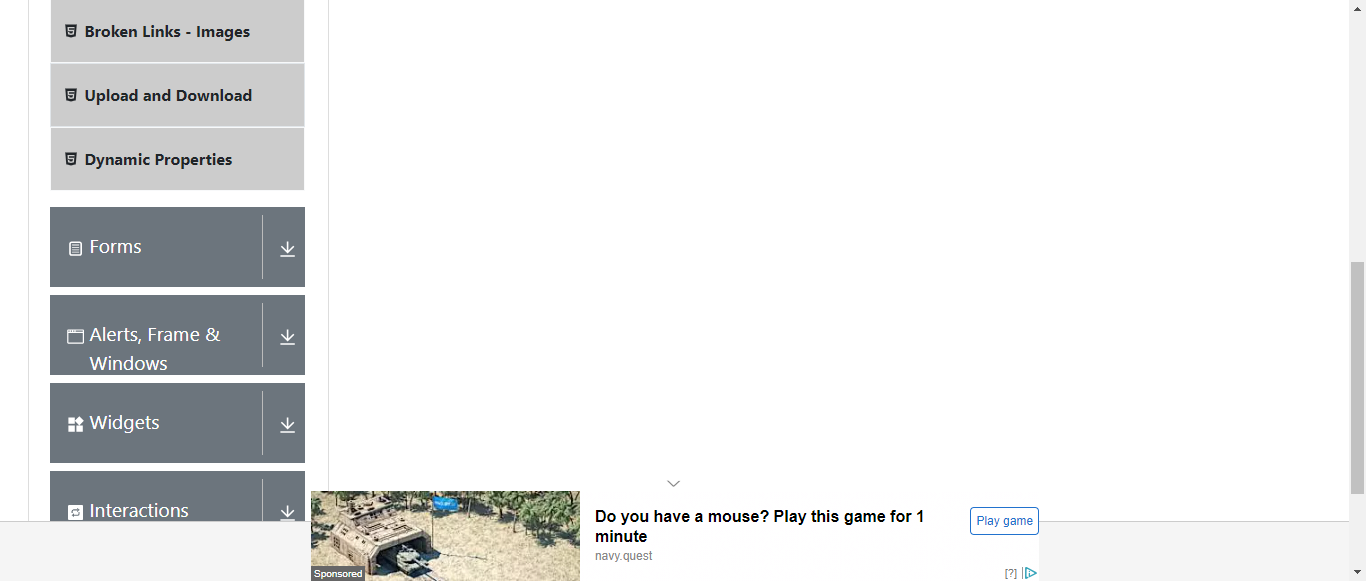 Broken Links - Images
Upload and Download
Dynamic Properties
Forms
Alerts, Frame &
Windows
Widgets
Interactions
Do you have a mouse? Play this game for 1
minute
navy.quest
Play game
Sponsored
[?]